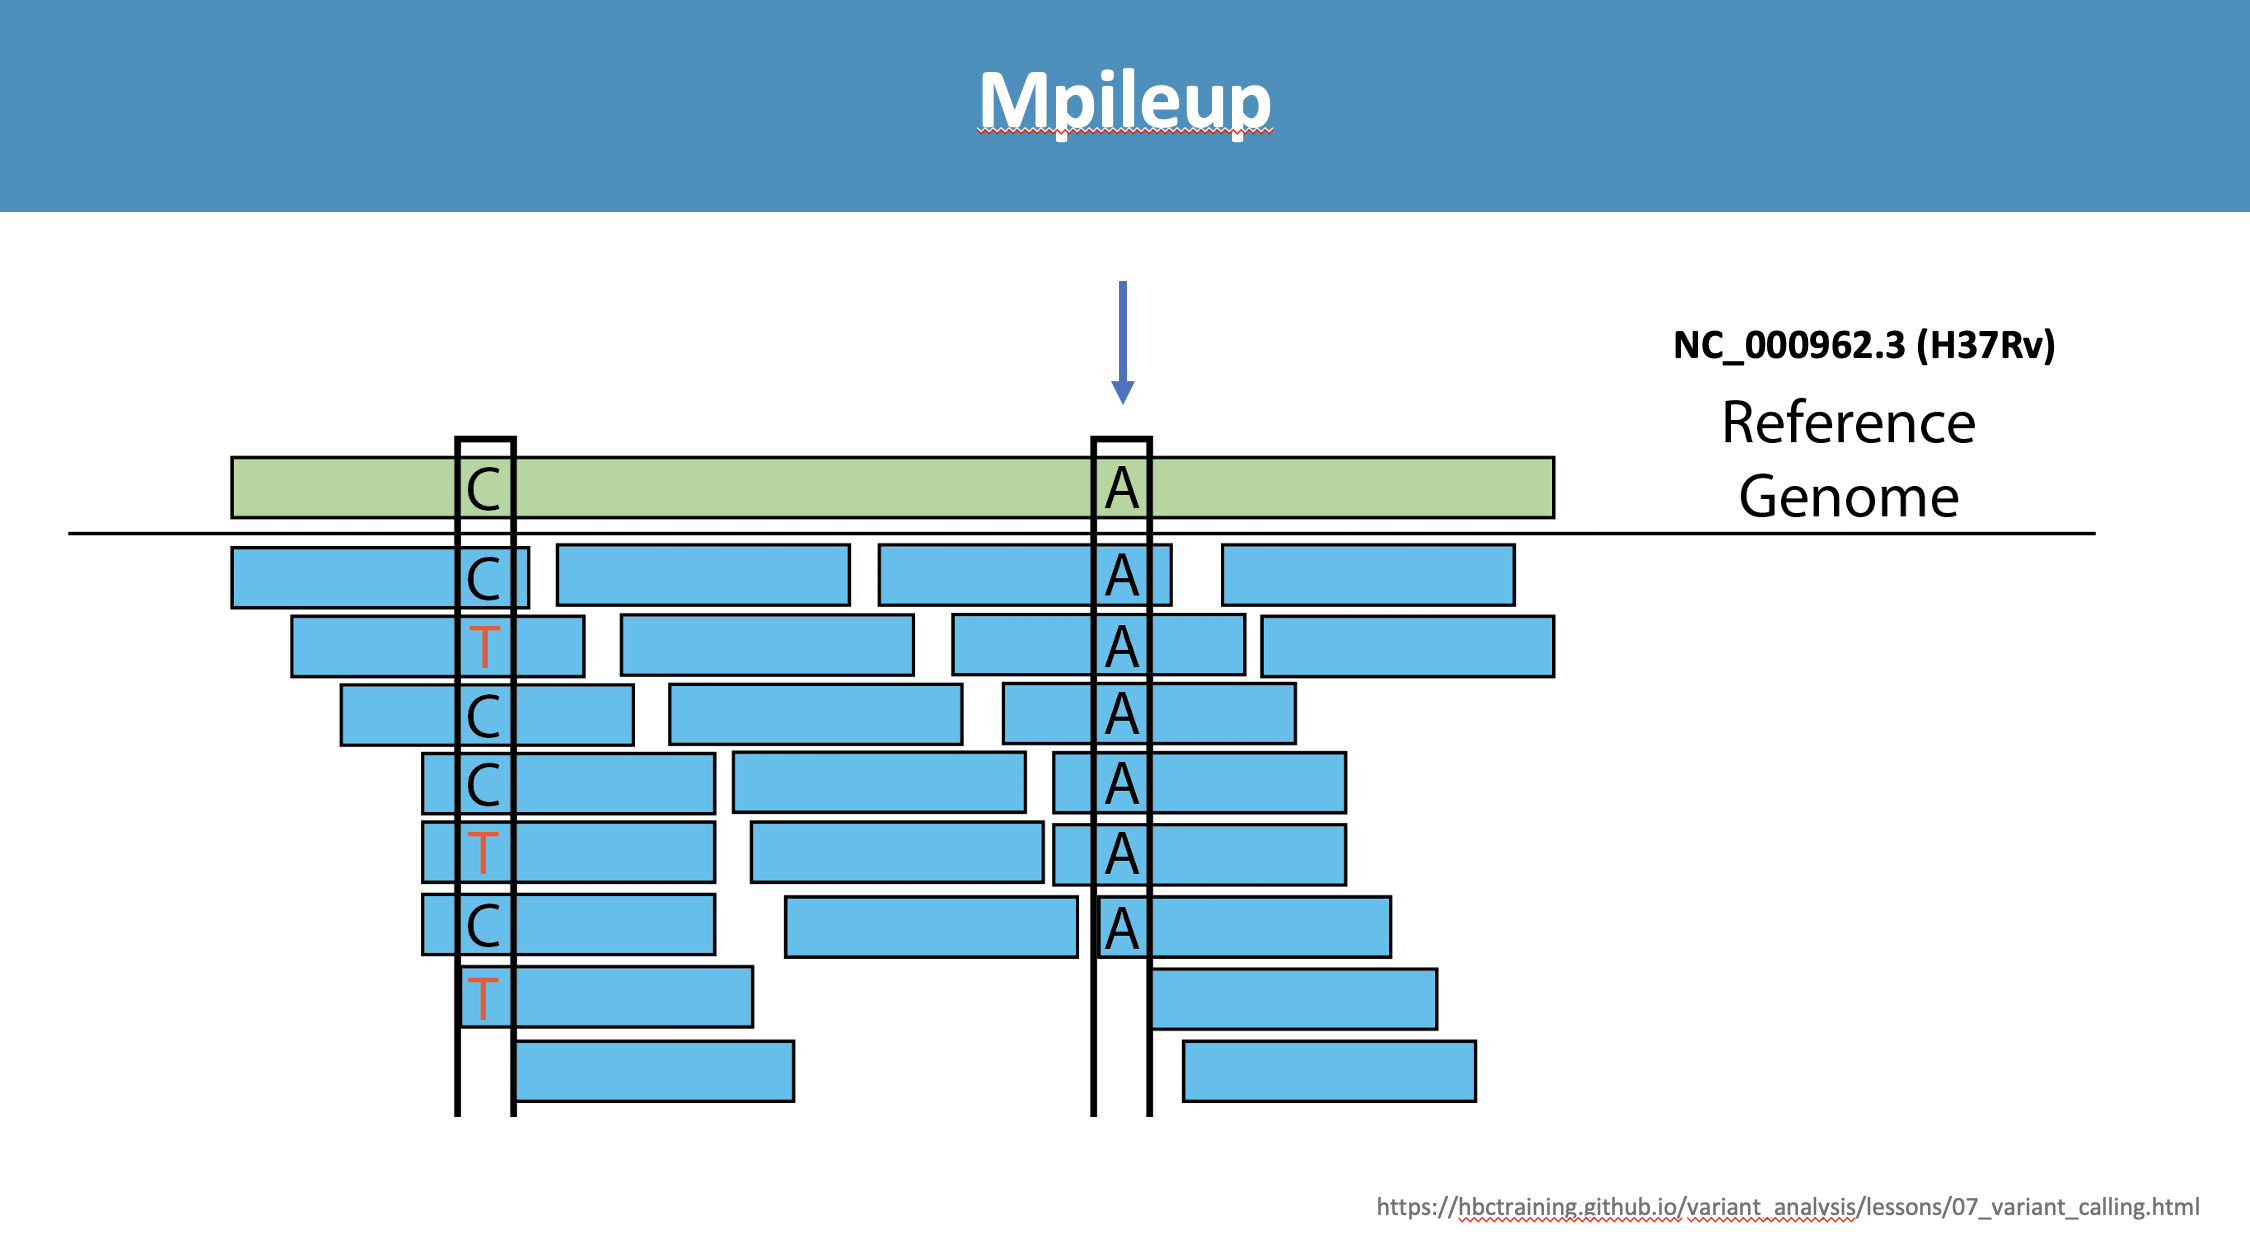 Mpileup
NC_000962.3 (H37Rv)
Reference
Genome
C A
C A
T A
C A
C A
T A
C A
T
https://hbctraining.github.io/variant_analysis/lessons/07_variant_calling.html